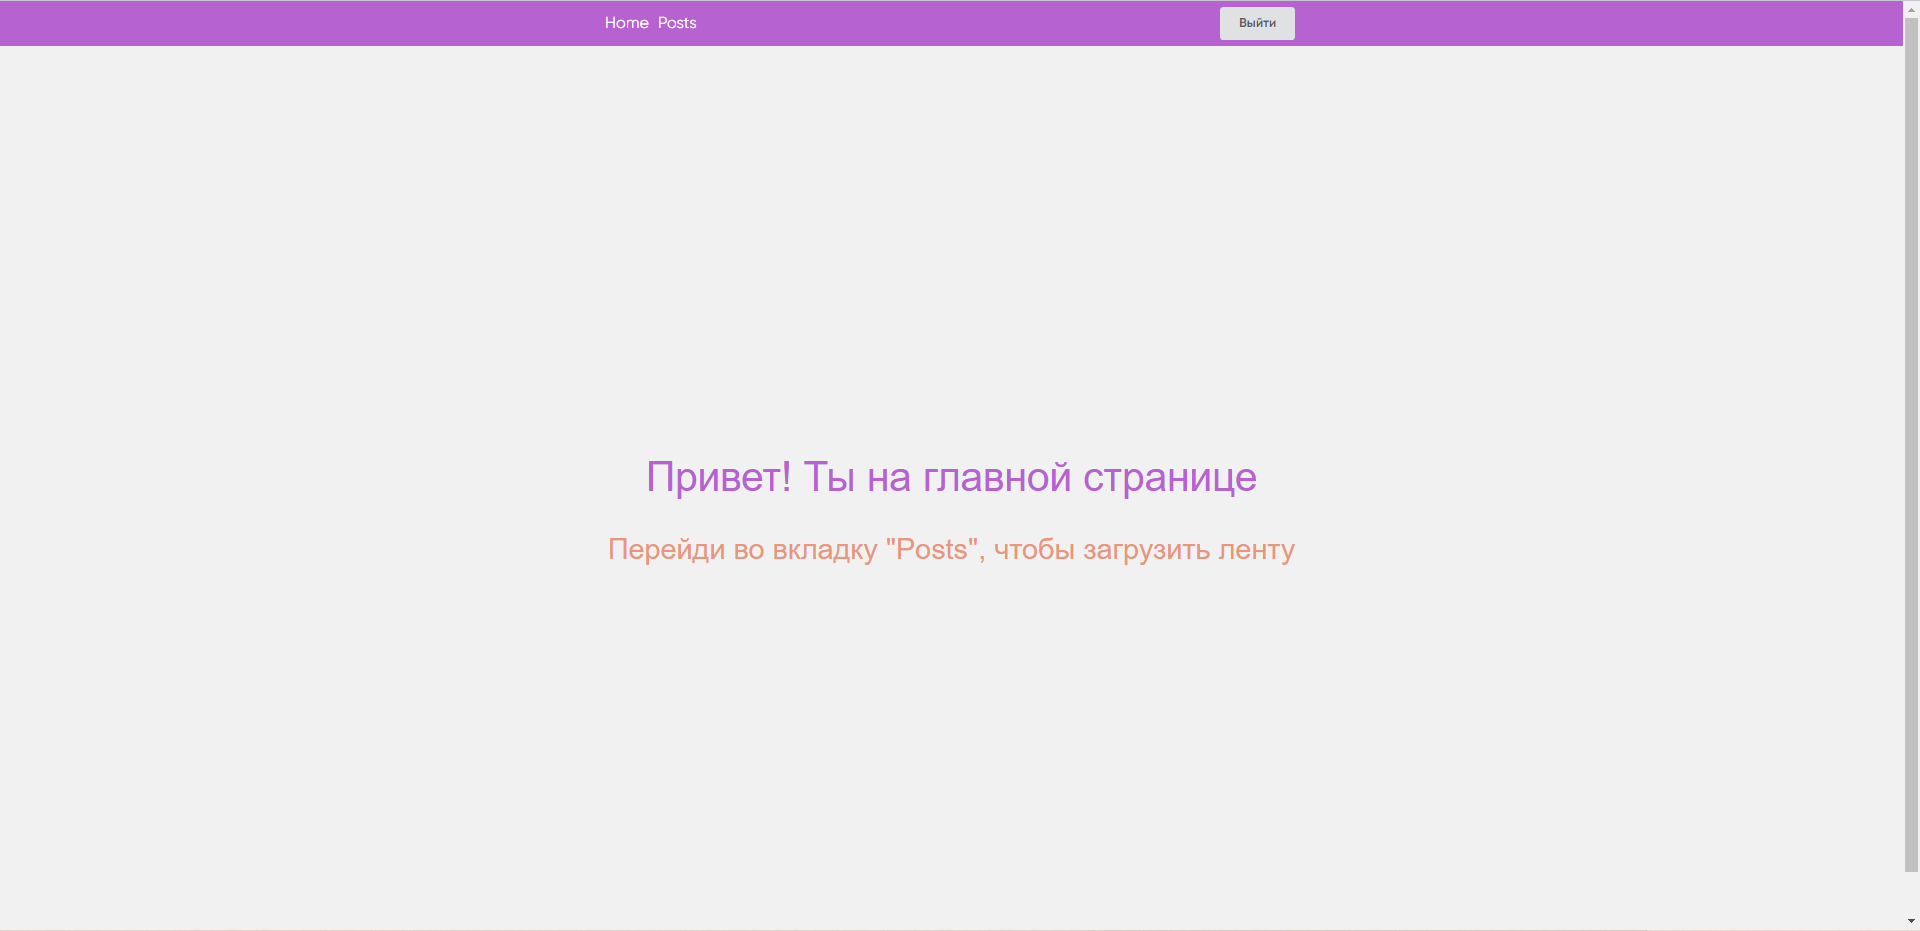 Home Posts Выйти
Привет! Ты на главной странице
Перейди во вкладку "Posts", чтобы загрузить ленту